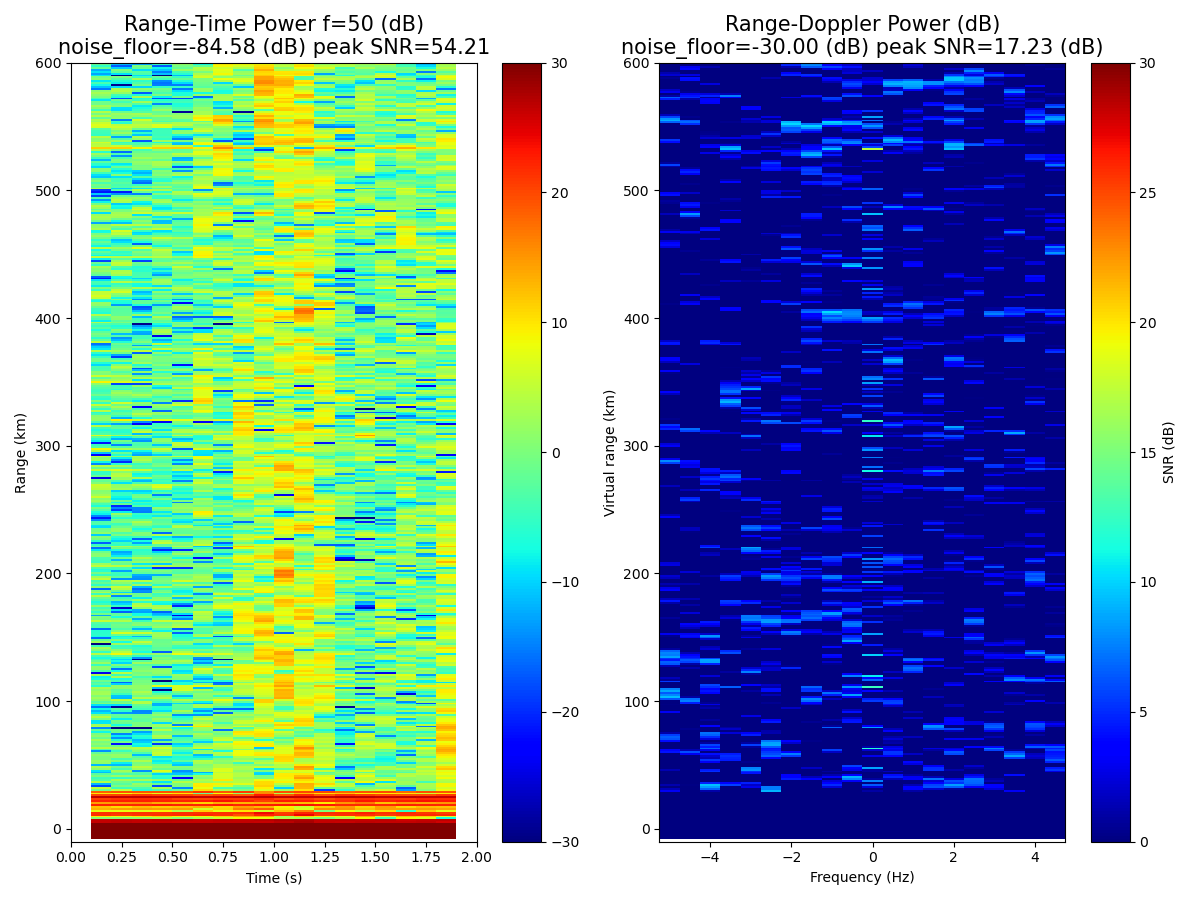 Range-Time Power f=50 (dB)
noise_floor=-84.58 (dB) peak SNR=54.21
Range (km)
600
500
400
300
200
100
0
0.00 0.25 0.50 0.75 1.00 1.25 1.50 1.75 2.00
Time (s)
30
20
10
0
−10
−20
−30
Range-Doppler Power (dB)
noise_floor=-30.00 (dB) peak SNR=17.23 (dB)
Virtual range (km)
600
500
400
300
200
100
0
−4 −2 0 2 4
Frequency (Hz)
30
25
20
15
10
5
0
SNR (dB)